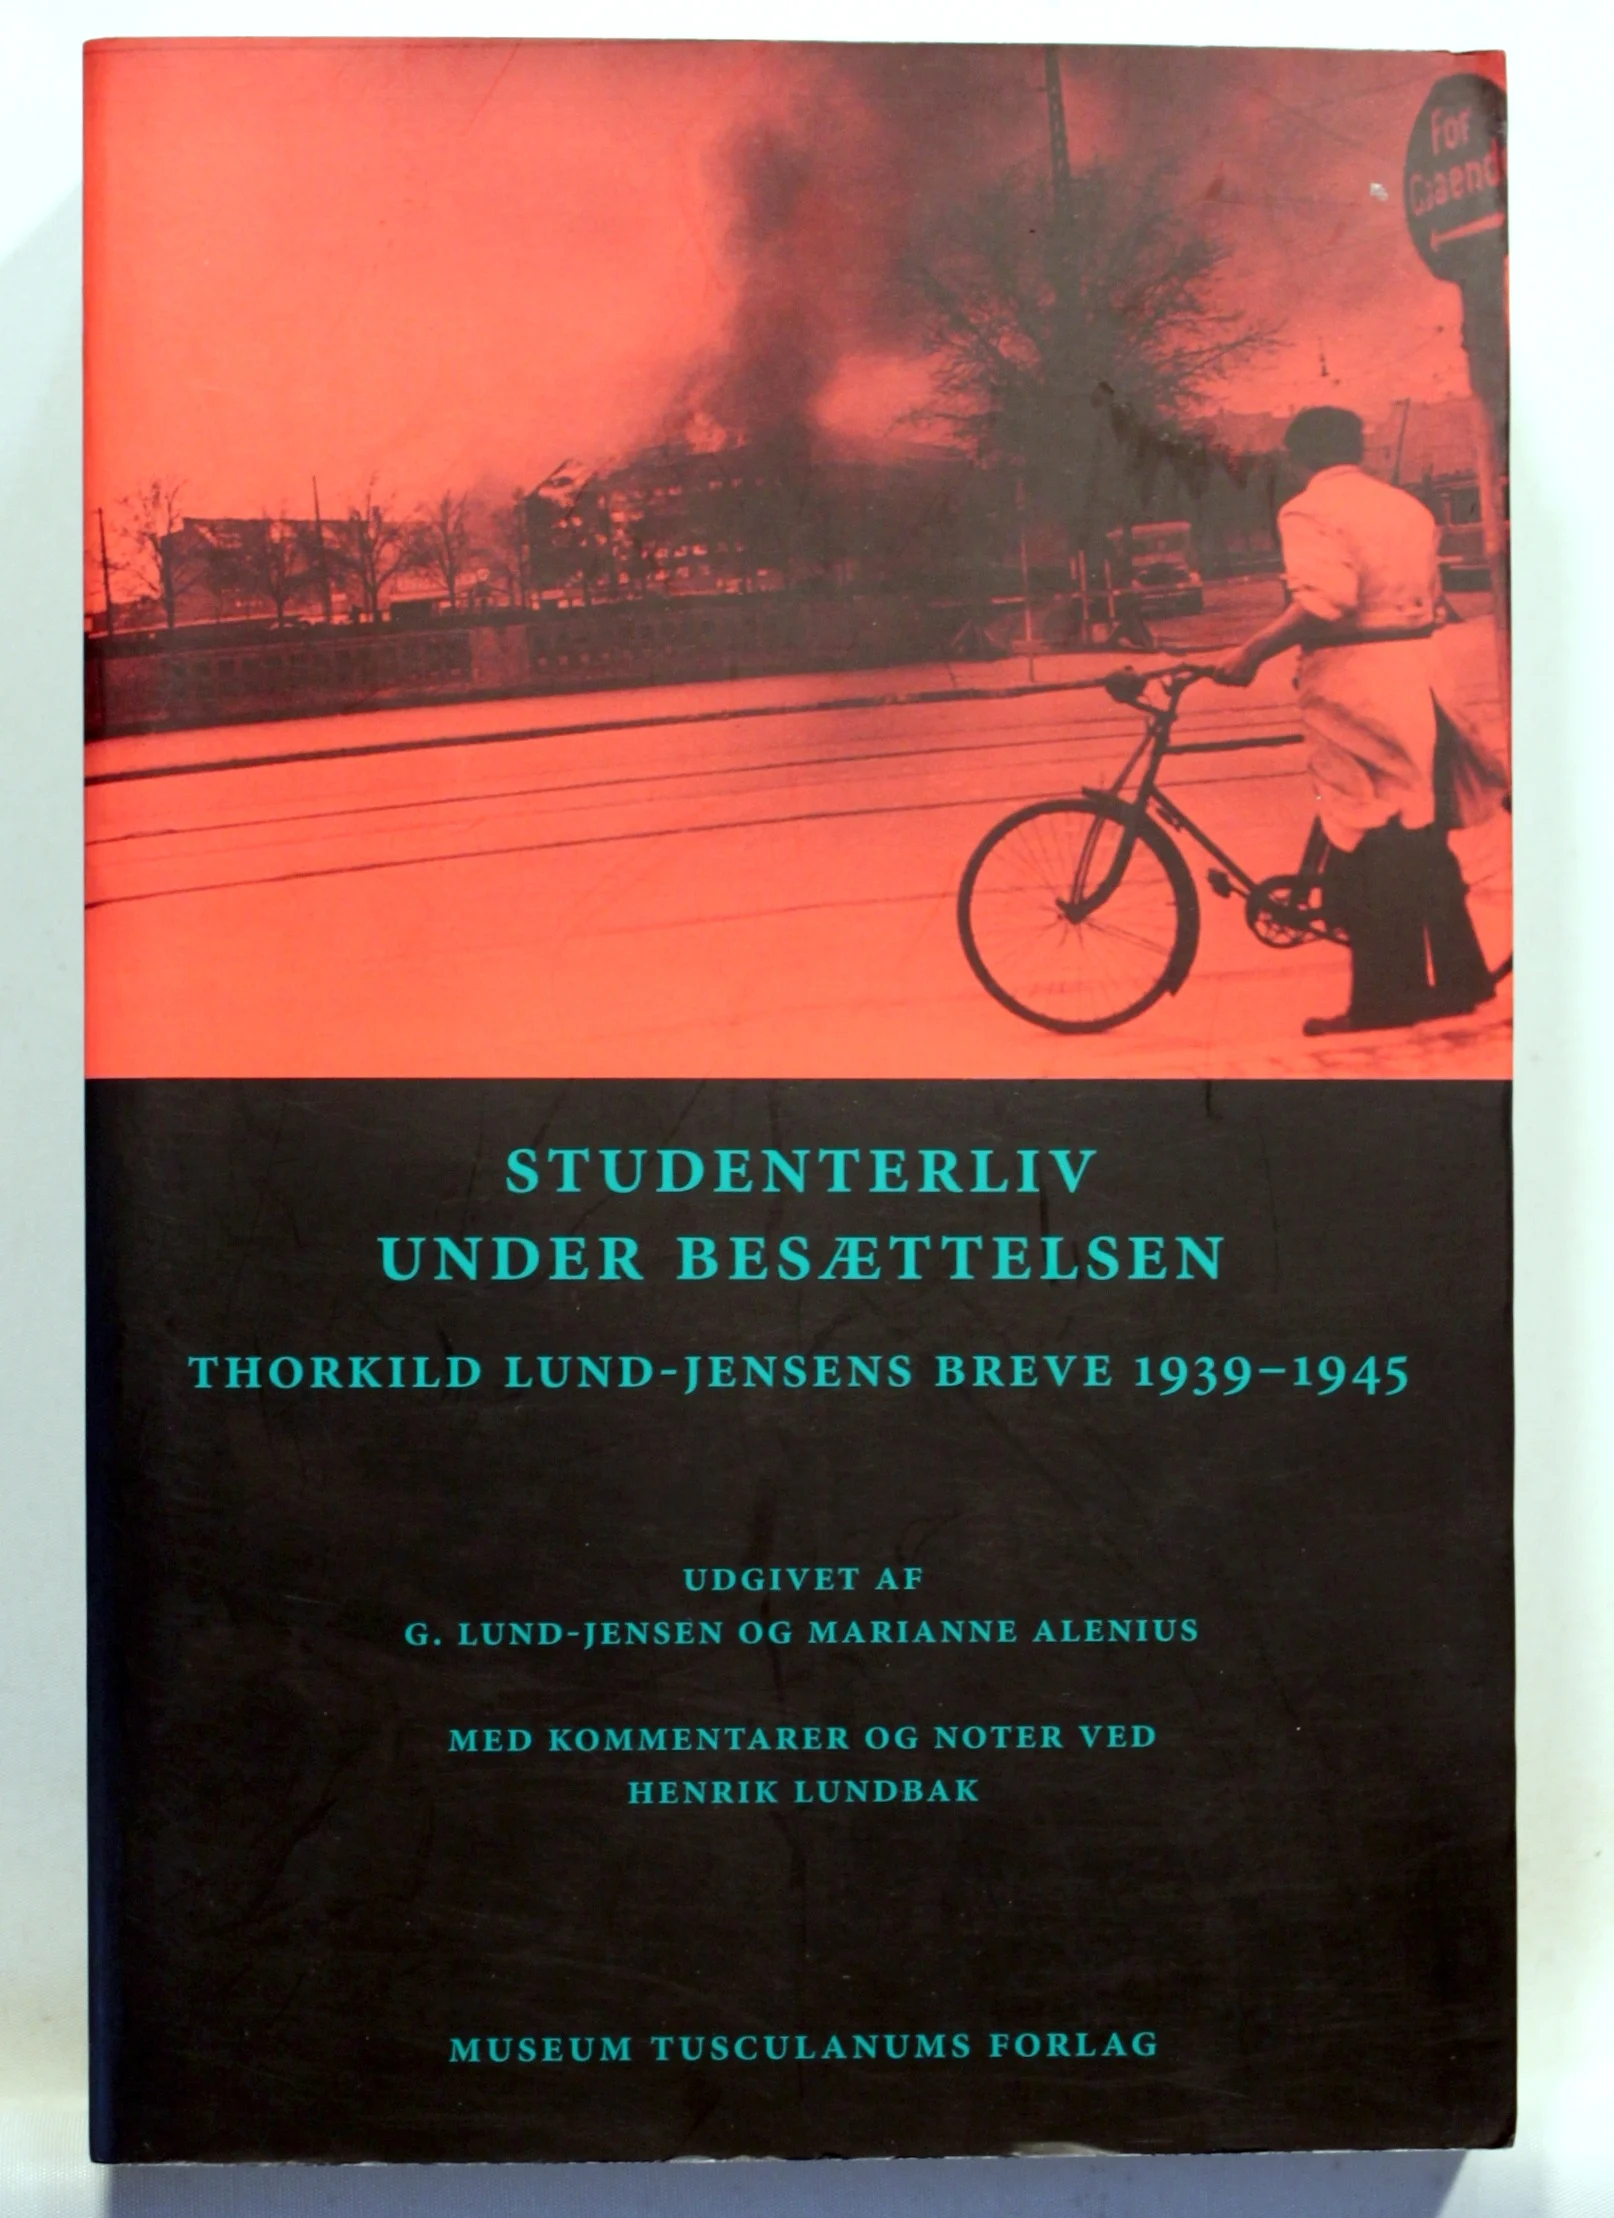 For
Gaaend
STUDENTERLIV
UNDER BESÆTTELSEN
THORKILD LUND-JENSENS BREVE 1939–1945
UDGIVET AF
G. LUND-JENSEN OG MARIANNE ALENIUS
MED KOMMENTARER OG NOTER VED
HENRIK LUNDBAK
MUSEUM TUSCULANUMS FORLAG